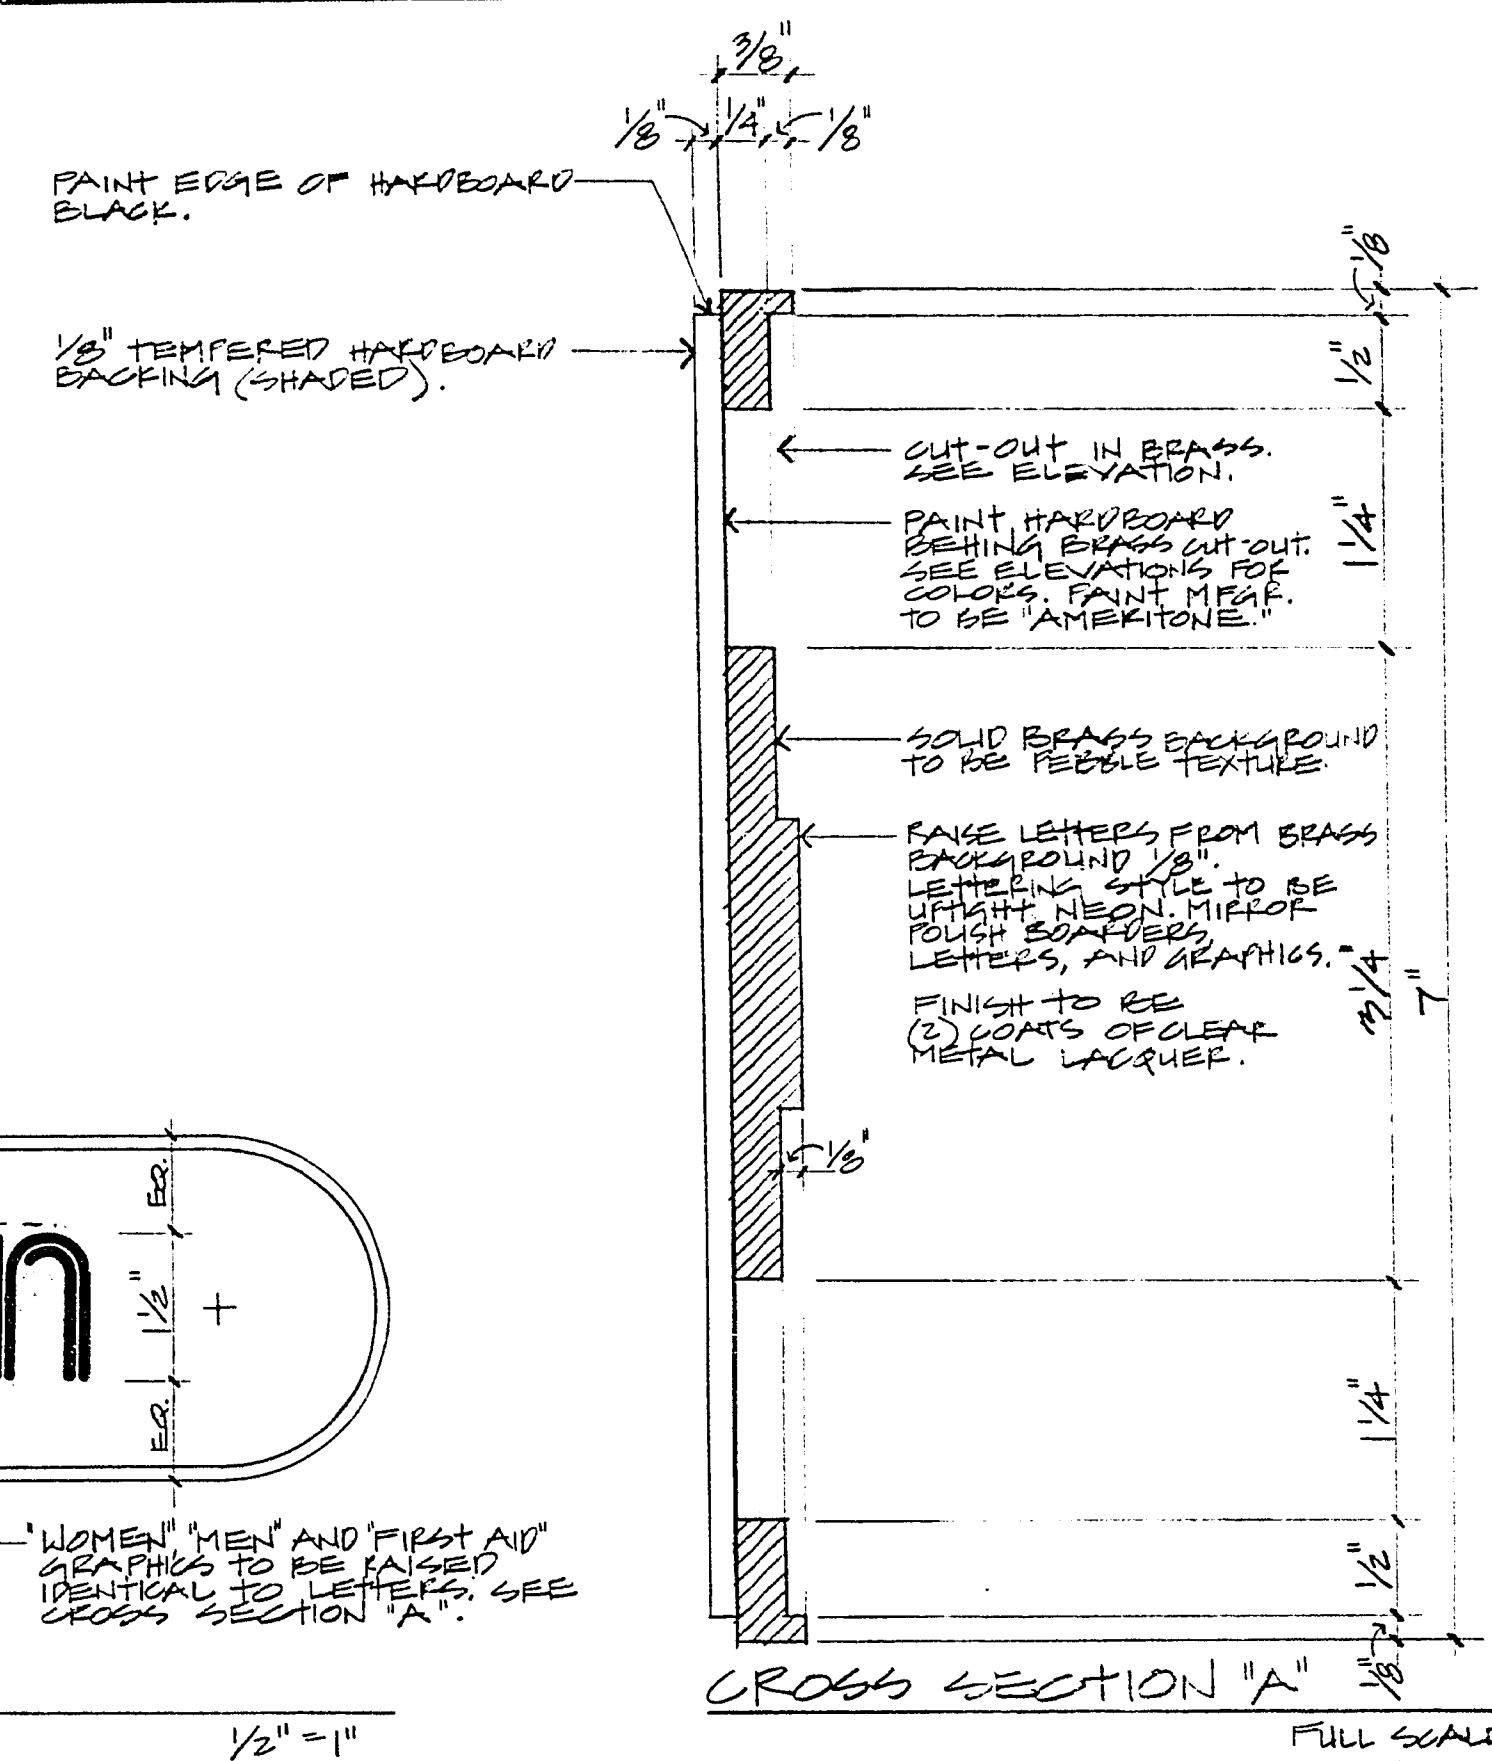 3/8"
1/8" 1/4" 1/8"
PAINT EDGE OF HARDBOARD
BLACK.
1/8" TEMPERED HARDBOARD
BACKING (SHADED).
1/8"
1/2"
CUT-OUT IN BRASS.
SEE ELEVATION.
1 1/4"
PAINT HARDBOARD
BEHING BRASS CUT-OUT.
SEE ELEVATIONS FOR
COLORS. PAINT MFGR.
TO BE "AMERITONE."
SOLID BRASS BACKGROUND
TO BE PEBBLE TEXTURE.
RAISE LETTERS FROM BRASS
BACKGROUND 1/8".
LETTERING STYLE TO BE
UPTIGHT NEON. MIRROR
POLISH BOARDERS,
LETTERS, AND GRAPHICS.
3 1/4"
7"
FINISH TO BE
(2) COATS OF CLEAR
METAL LACQUER.
1/8"
EQ.
1 1/2"
EQ.
n
1 1/4"
"WOMEN", "MEN" AND "FIRST AID"
GRAPHICS TO BE RAISED
IDENTICAL TO LETTERS. SEE
CROSS SECTION "A".
1/2"
1/8"
CROSS SECTION "A"
1/2" = 1"
FULL SCALE